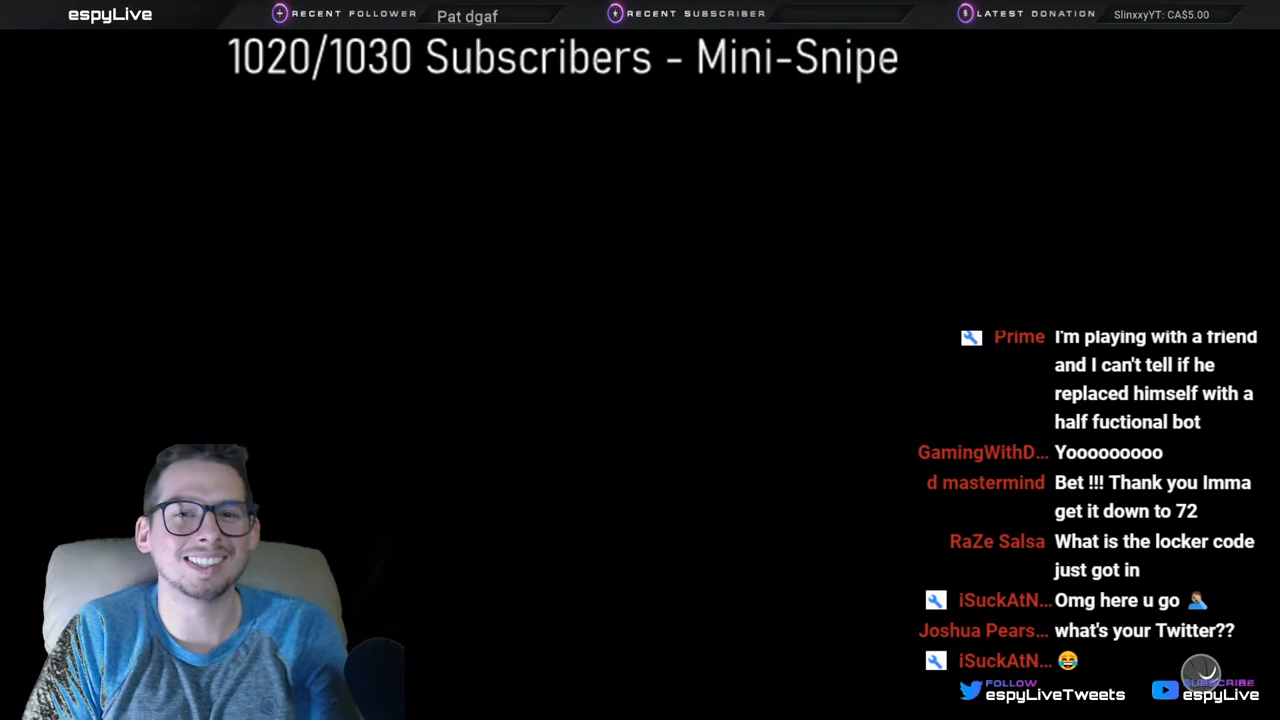 espyLive
RECENT FOLLOWER
Pat dgaf
RECENT SUBSCRIBER
LATEST DONATION
SlinxxyYT: CA$5.00
1020/1030 Subscribers - Mini-Snipe
Prime I'm playing with a friend
and I can't tell if he
replaced himself with a
half fuctional bot
GamingWithD... Yooooooooo
d mastermind Bet !!! Thank you Imma
get it down to 72
RaZe Salsa What is the locker code
just got in
iSuckAtN... Omg here u go 🤦🏽‍♂️
Joshua Pears... what's your Twitter??
iSuckAtN... 😂
FOLLOW
espyLiveTweets
SUBSCRIBE
espyLive